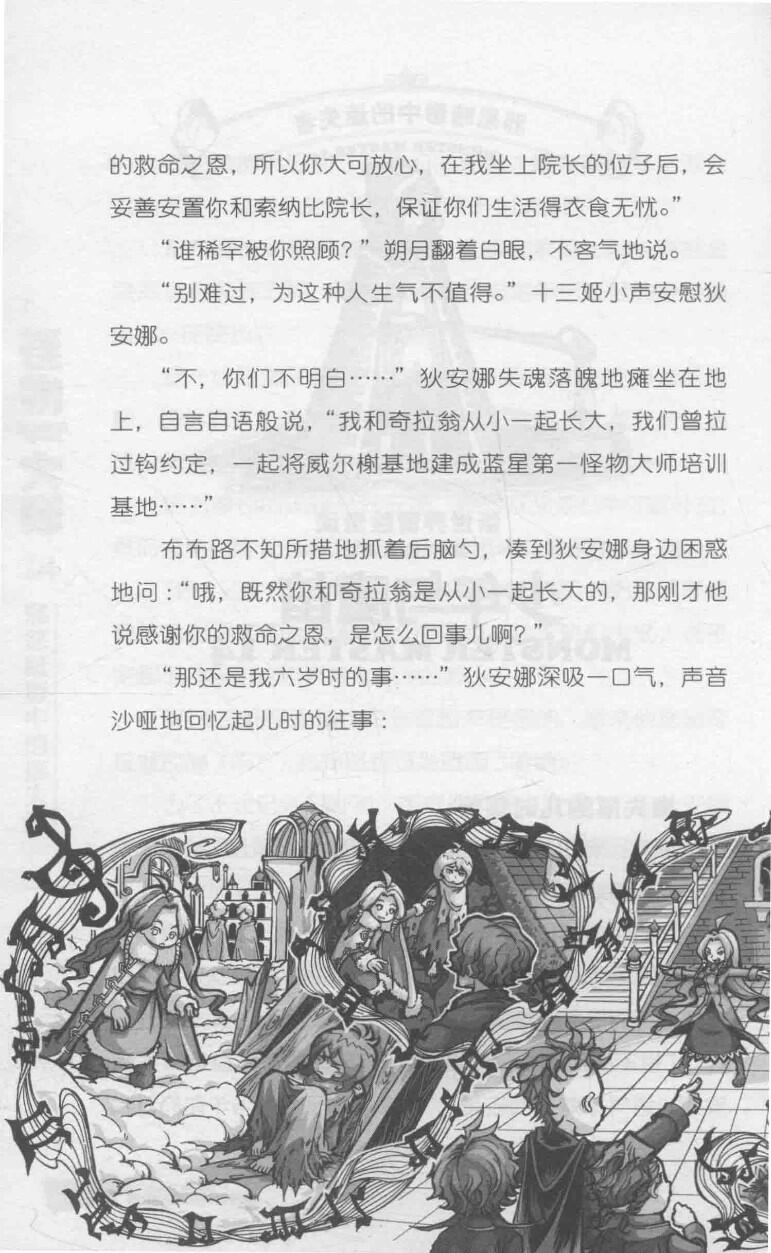 的救命之恩，所以你大可放心，在我坐上院长的位子后，会
妥善安置你和索纳比院长，保证你们生活得衣食无忧。”
“谁稀罕被你照顾？”朔月翻着白眼，不客气地说。
“别难过，为这种人生气不值得。”十三姬小声安慰狄
安娜。
“不，你们不明白……”狄安娜失魂落魄地瘫坐在地
上，自言自语般说，“我和奇拉翁从小一起长大，我们曾拉
过钩约定，一起将威尔榭基地建成蓝星第一怪物大师培训
基地……”
布布路不知所措地抓着后脑勺，凑到狄安娜身边困惑
地问：“哦，既然你和奇拉翁是从小一起长大的，那刚才他
说感谢你的救命之恩，是怎么回事儿啊？”
“那还是我六岁时的事……”狄安娜深吸一口气，声音
沙哑地回忆起儿时的往事：